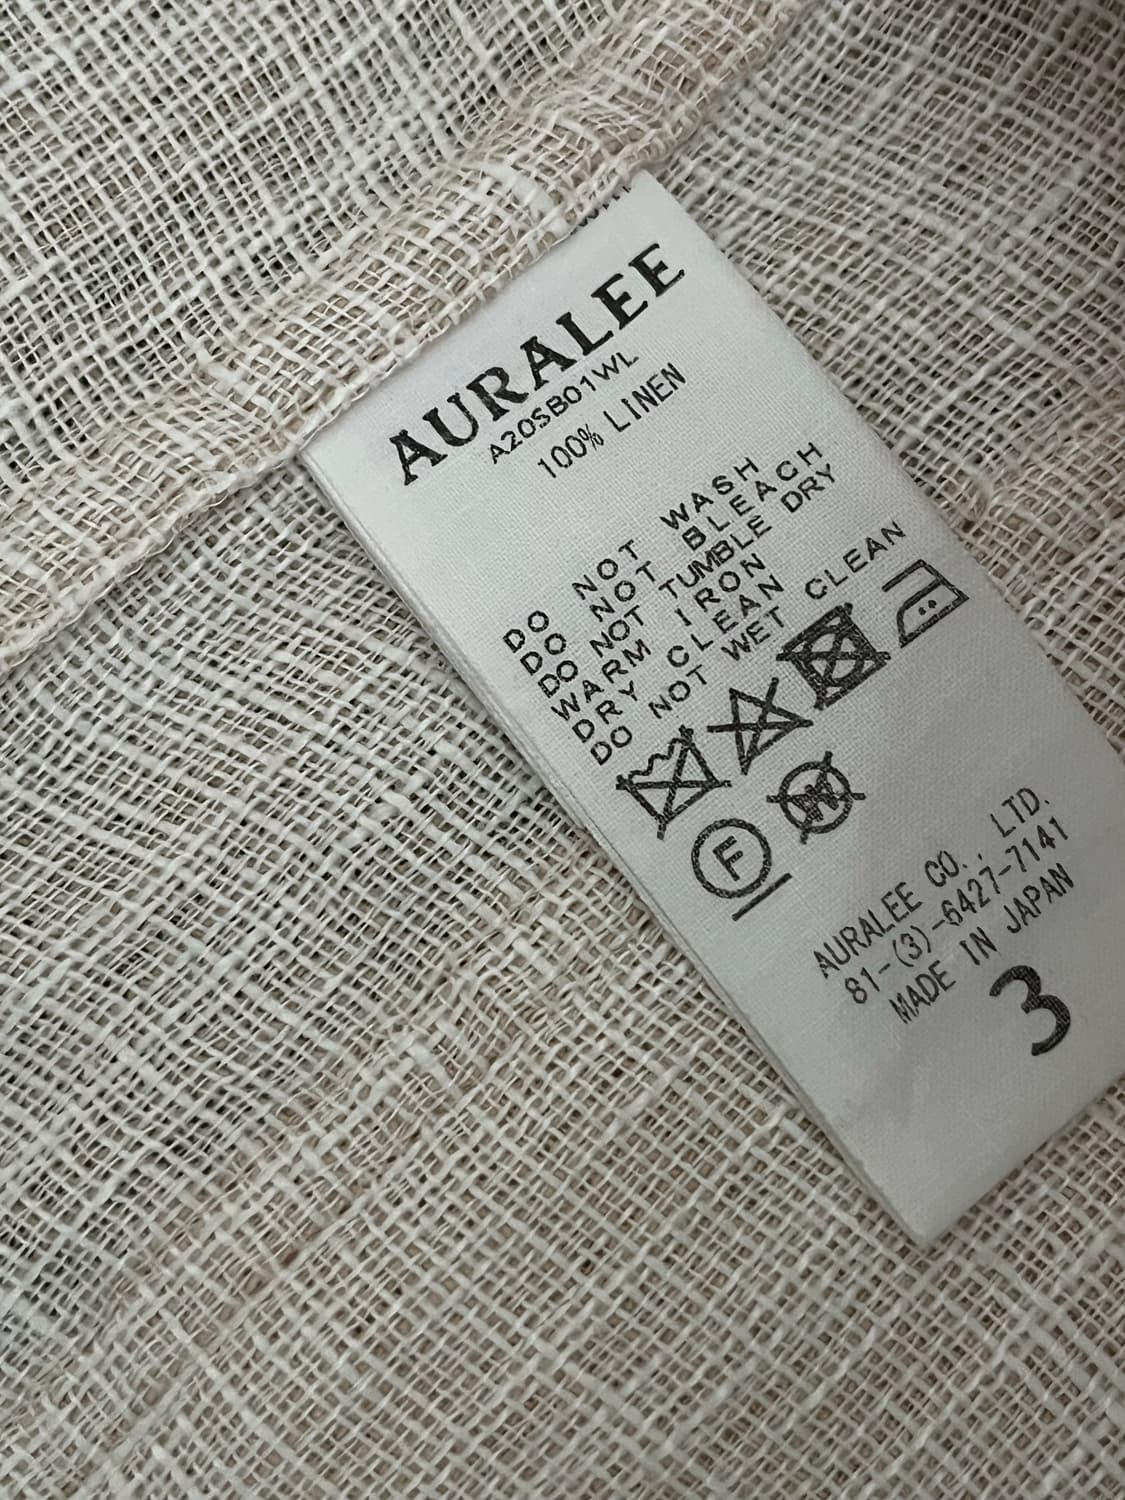 AURALEE
A20SB01WL
100% LINEN
DO NOT WASH
DO NOT BLEACH
DO NOT TUMBLE DRY
WARM IRON
DRY CLEAN
DO NOT WET CLEAN
F
W
AURALEE CO., LTD.
81-(3)-6427-7141
MADE IN JAPAN
3